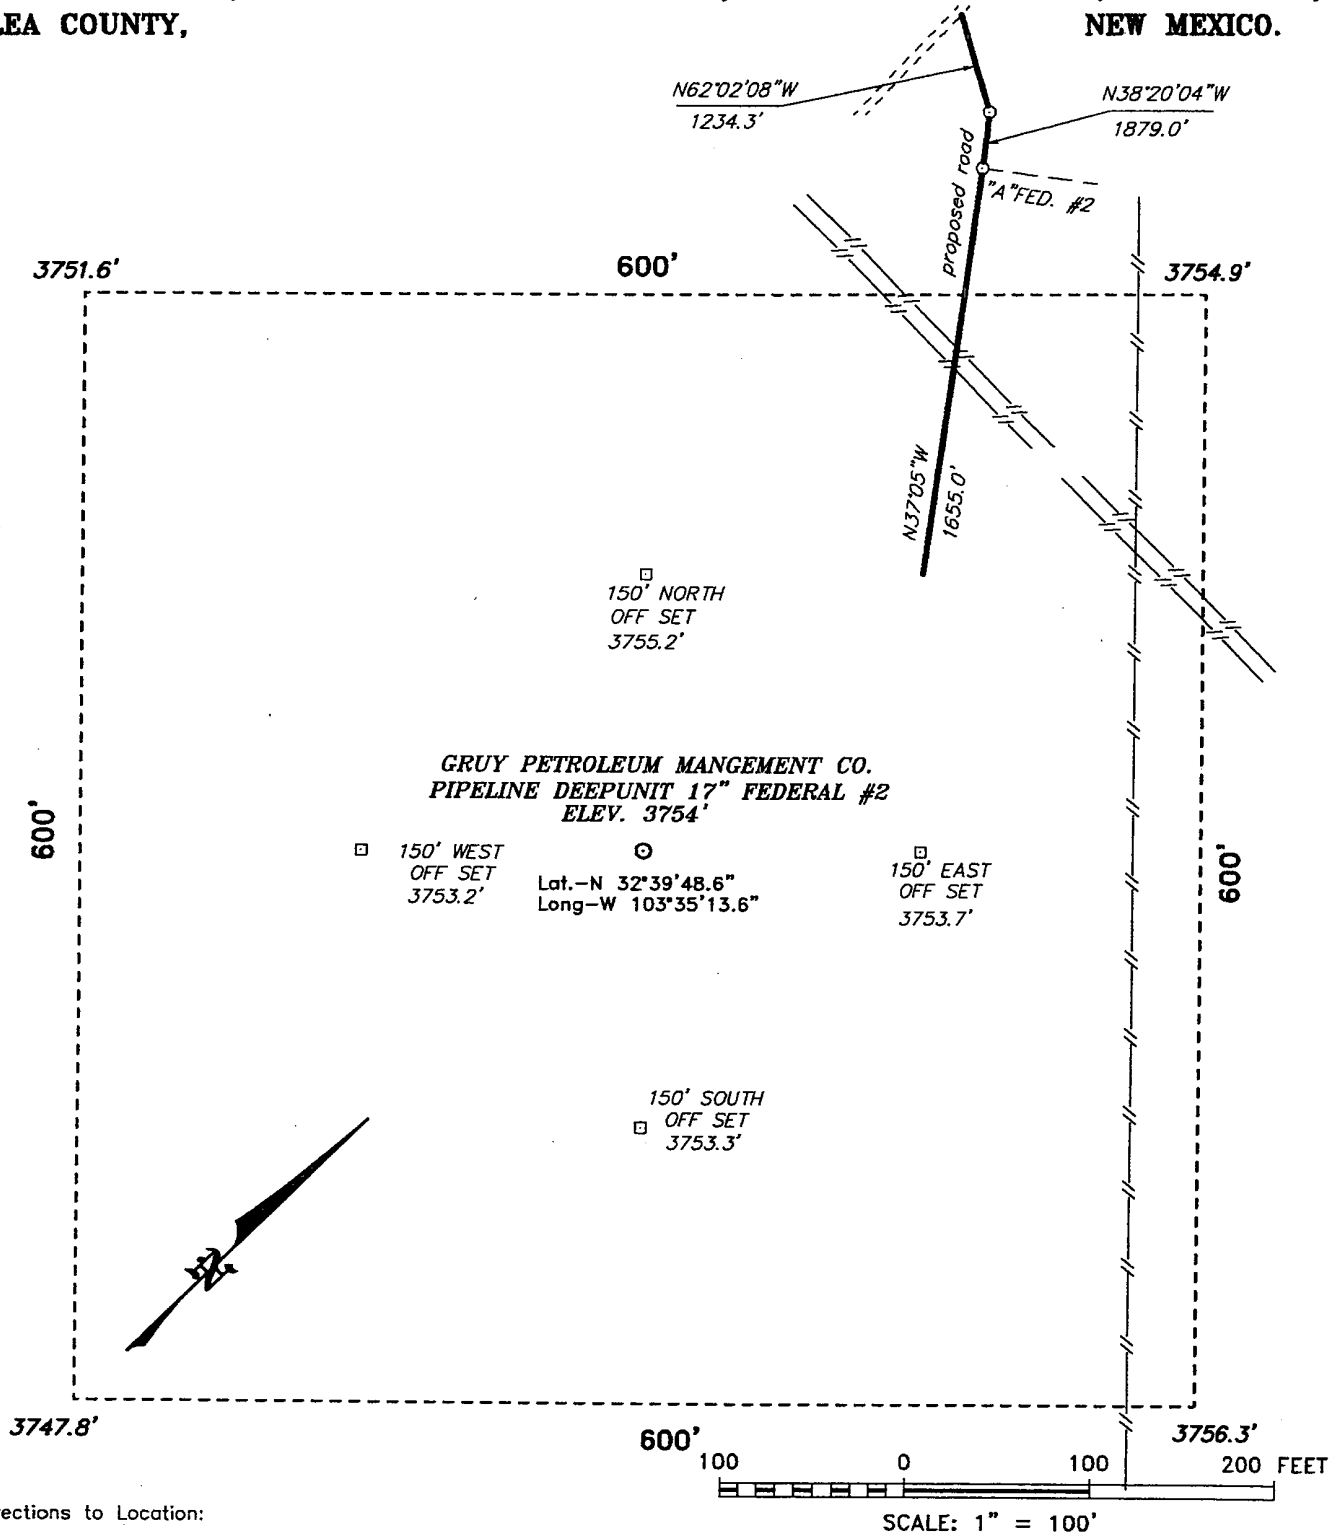 LEA COUNTY, NEW MEXICO.
N62°02'08"W
1234.3'
N38°20'04"W
1879.0'
proposed road
"A"FED. #2
3751.6'
600'
3754.9'
N37°05"W
1655.0'
150' NORTH
OFF SET
3755.2'
GRUY PETROLEUM MANGEMENT CO.
PIPELINE DEEPUNIT 17" FEDERAL #2
ELEV. 3754'
600'
150' WEST
OFF SET
3753.2'
Lat.-N 32°39'48.6"
Long-W 103°35'13.6"
150' EAST
OFF SET
3753.7'
600'
150' SOUTH
OFF SET
3753.3'
N
3747.8'
600'
3756.3'
100 0 100 200 FEET
SCALE: 1" = 100'
rections to Location: